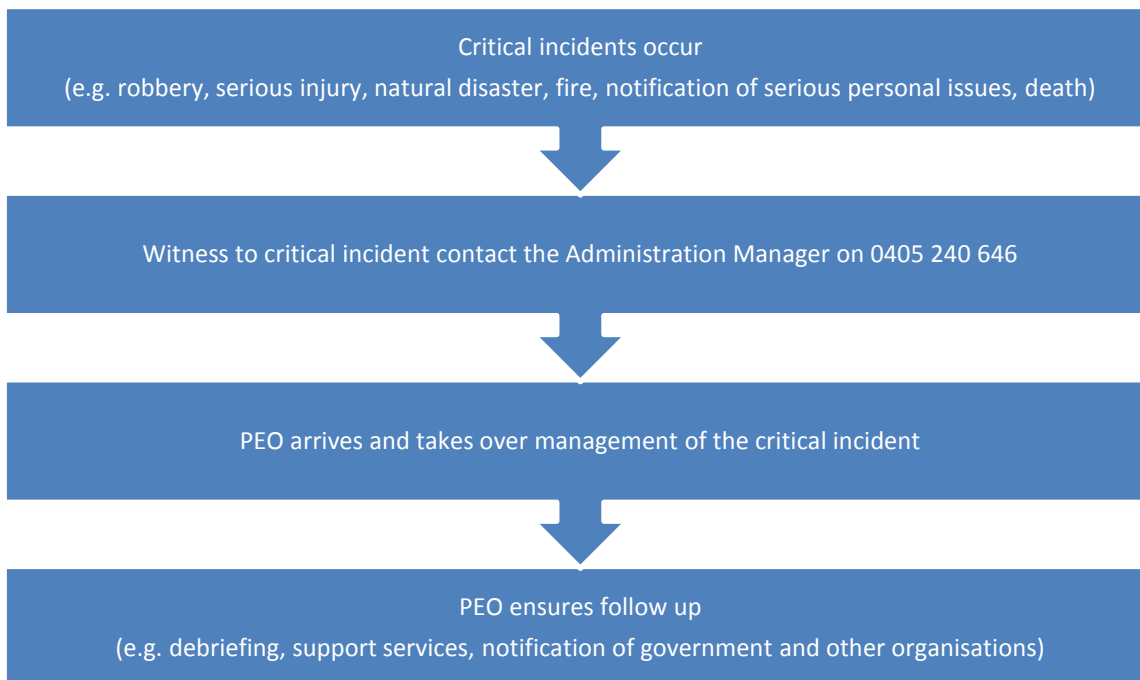 Critical incidents occur
(e.g. robbery, serious injury, natural disaster, fire, notification of serious personal issues, death)
Witness to critical incident contact the Administration Manager on 0405 240 646
PEO arrives and takes over management of the critical incident
PEO ensures follow up
(e.g. debriefing, support services, notification of government and other organisations)